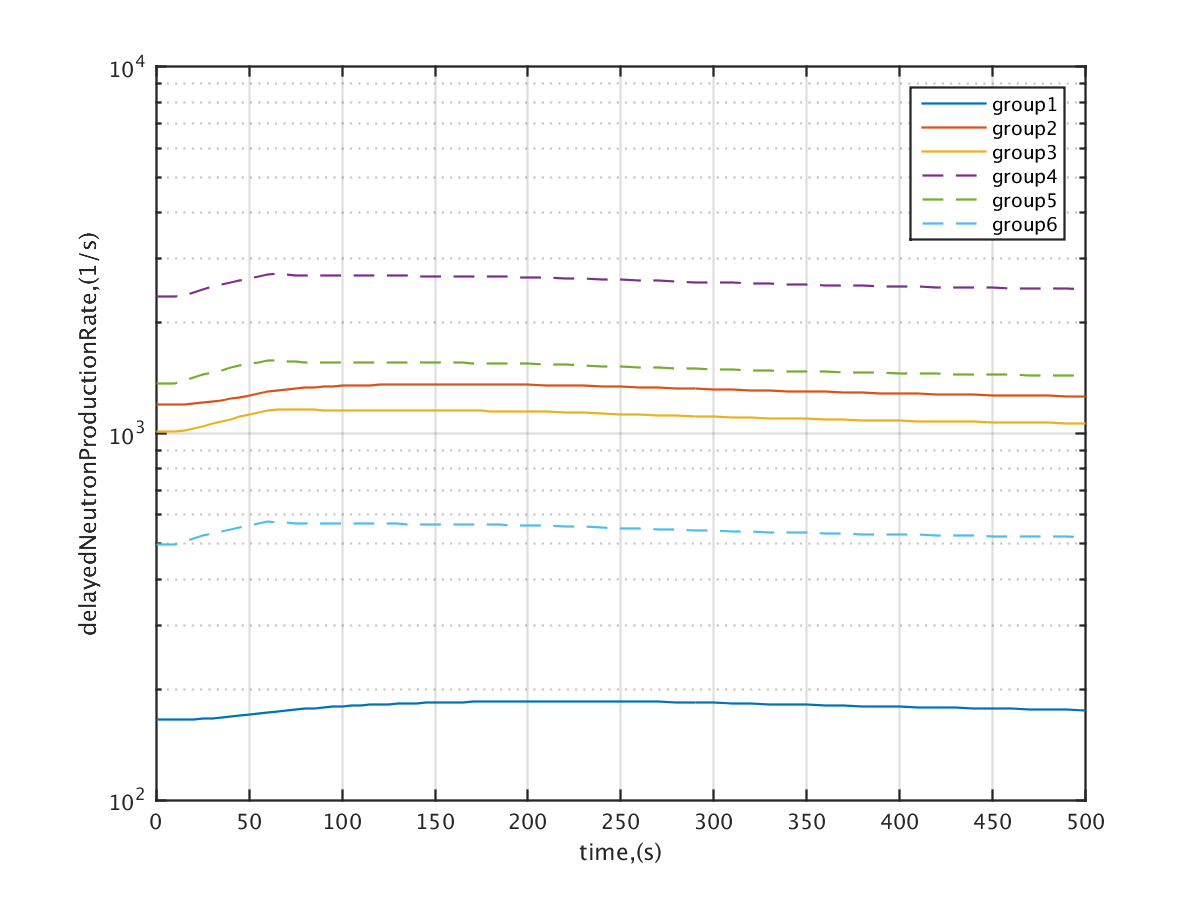 10^4
10^3
10^2
delayedNeutronProductionRate,(1/s)
group1
group2
group3
group4
group5
group6
0 50 100 150 200 250 300 350 400 450 500
time,(s)